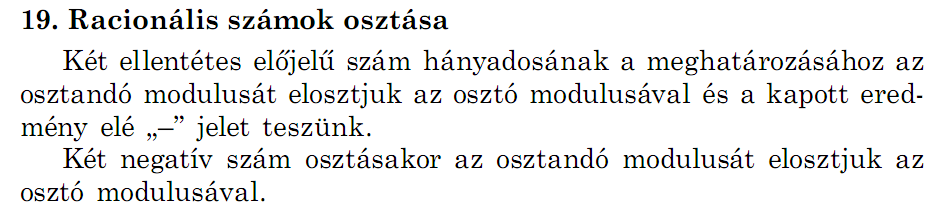 19. Racionális számok osztása
Két ellentétes előjelű szám hányadosának a meghatározásához az
osztandó modulusát elosztjuk az osztó modulusával és a kapott ered-
mény elé „–” jelet teszünk.
Két negatív szám osztásakor az osztandó modulusát elosztjuk az
osztó modulusával.